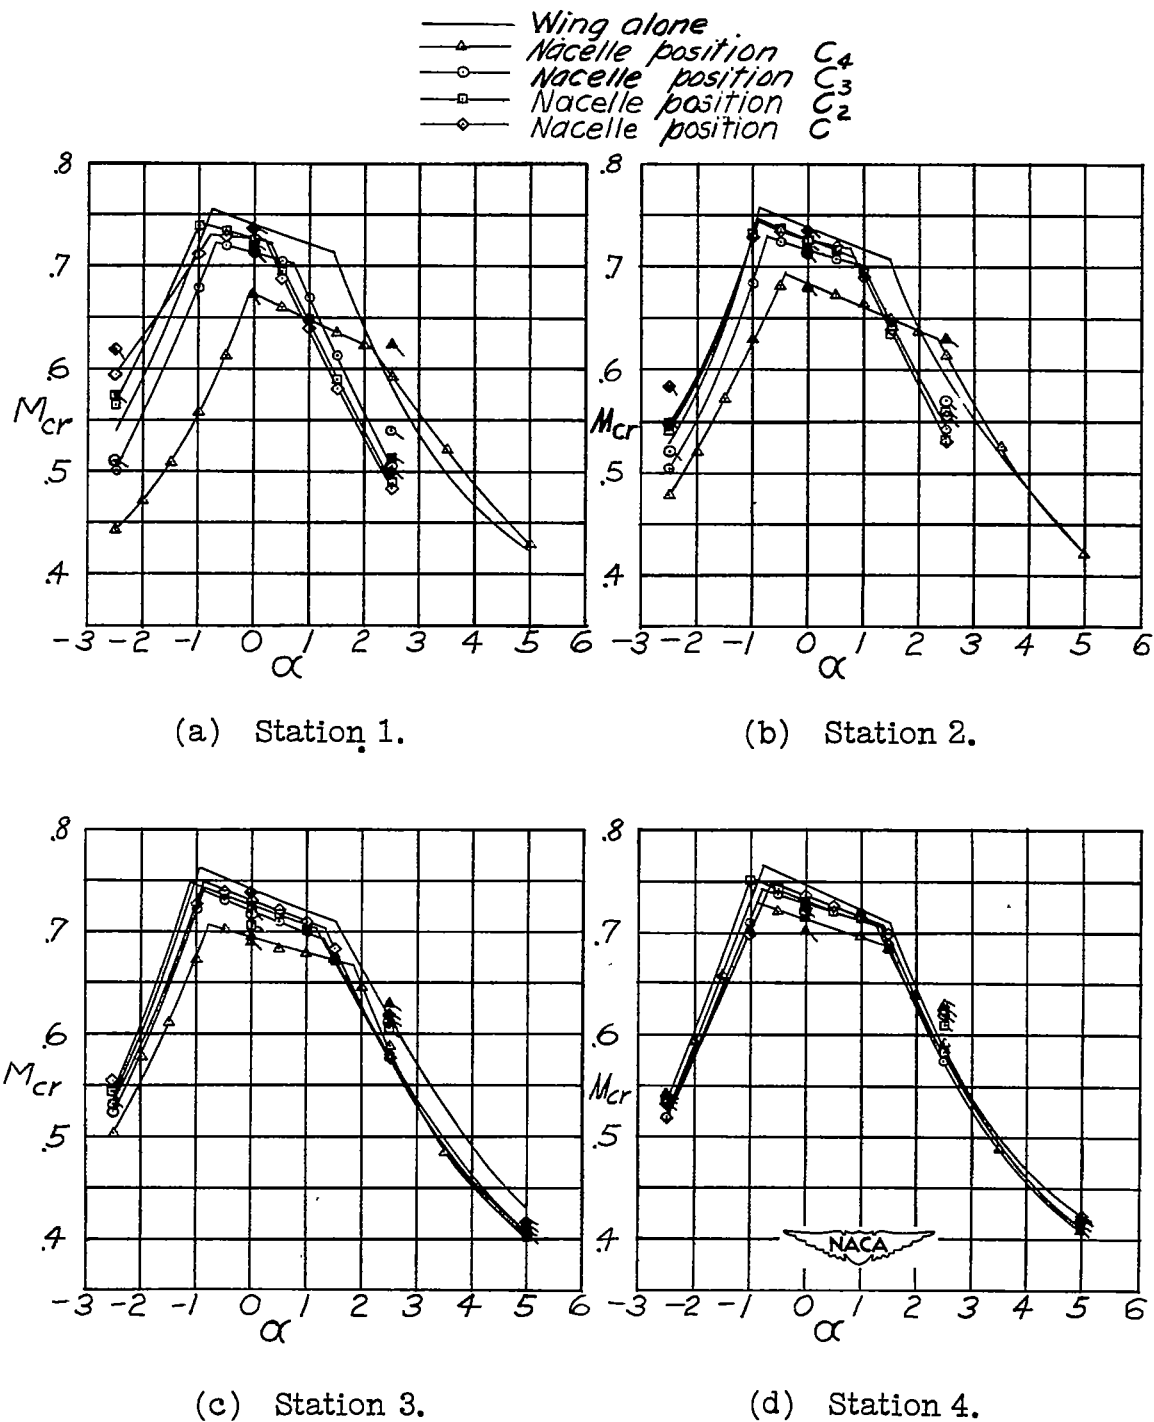 Wing alone
Nacelle position C4
Nacelle position C3
Nacelle position C2
Nacelle position C
.8 .7 .6 .5 .4
Mcr
-3 -2 -1 0 1 2 3 4 5 6
α
(a) Station 1.
.8 .7 .6 .5 .4
Mcr
-3 -2 -1 0 1 2 3 4 5 6
α
(b) Station 2.
.8 .7 .6 .5 .4
Mcr
-3 -2 -1 0 1 2 3 4 5 6
α
(c) Station 3.
.8 .7 .6 .5 .4
Mcr
NACA
-3 -2 -1 0 1 2 3 4 5 6
α
(d) Station 4.